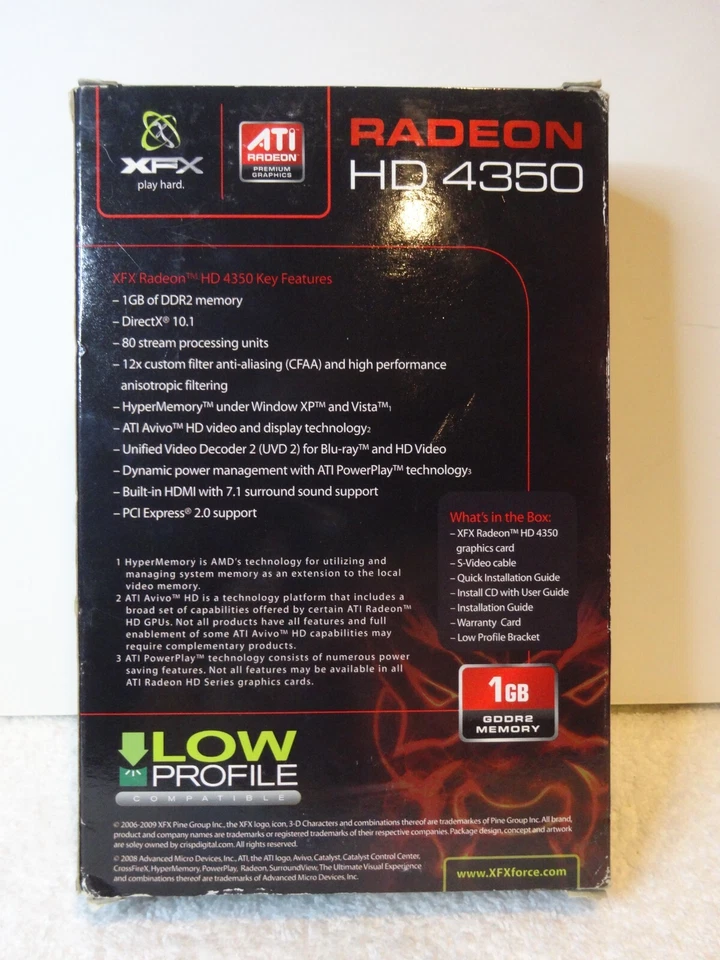 XFX
play hard.
ATI
RADEON
PREMIUM
GRAPHICS
RADEON
HD 4350
XFX Radeon™ HD 4350 Key Features
– 1GB of DDR2 memory
– DirectX® 10.1
– 80 stream processing units
– 12x custom filter anti-aliasing (CFAA) and high performance
anisotropic filtering
– HyperMemory™ under Window XP™ and Vista™1
– ATI Avivo™ HD video and display technology2
– Unified Video Decoder 2 (UVD 2) for Blu-ray™ and HD Video
– Dynamic power management with ATI PowerPlay™ technology3
– Built-in HDMI with 7.1 surround sound support
– PCI Express® 2.0 support
What's in the Box:
– XFX Radeon™ HD 4350
graphics card
– S-Video cable
– Quick Installation Guide
– Install CD with User Guide
– Installation Guide
– Warranty Card
– Low Profile Bracket
1 HyperMemory is AMD's technology for utilizing and
managing system memory as an extension to the local
video memory.
2 ATI Avivo™ HD is a technology platform that includes a
broad set of capabilities offered by certain ATI Radeon™
HD GPUs. Not all products have all features and full
enablement of some ATI Avivo™ HD capabilities may
require complementary products.
3 ATI PowerPlay™ technology consists of numerous power
saving features. Not all features may be available in all
ATI Radeon HD Series graphics cards.
1GB
GDDR2
MEMORY
LOW
PROFILE
COMPATIBLE
© 2006-2009 XFX Pine Group Inc., the XFX logo, icon, 3-D Characters and combinations thereof are trademarkes of Pine Group Inc. All brand,
product and company names are trademarks or registered trademarks of their respective companies. Package design, concept and artwork
are soley owned by crispdigital.com. All rights reserved.
© 2008 Advanced Micro Devices, Inc., ATI, the ATI logo, Avivo, Catalyst, Catalyst Control Center,
CrossFireX, HyperMemory, PowerPlay, Radeon, SurroundView, The Ultimate Visual Experience
and combinations thereof are trademarks of Advanced Micro Devices, Inc.
www.XFXforce.com